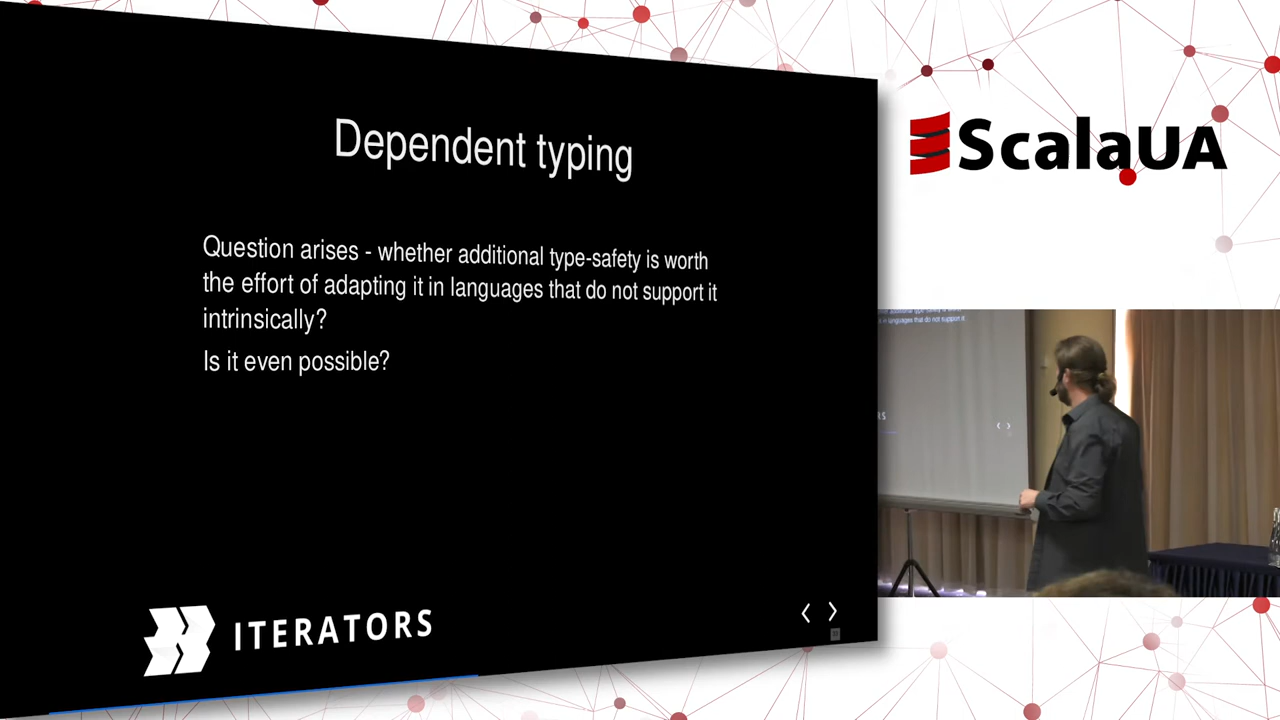 Dependent typing
Question arises - whether additional type-safety is worth
the effort of adapting it in languages that do not support it
intrinsically?
Is it even possible?
ITERATORS
ScalaUA